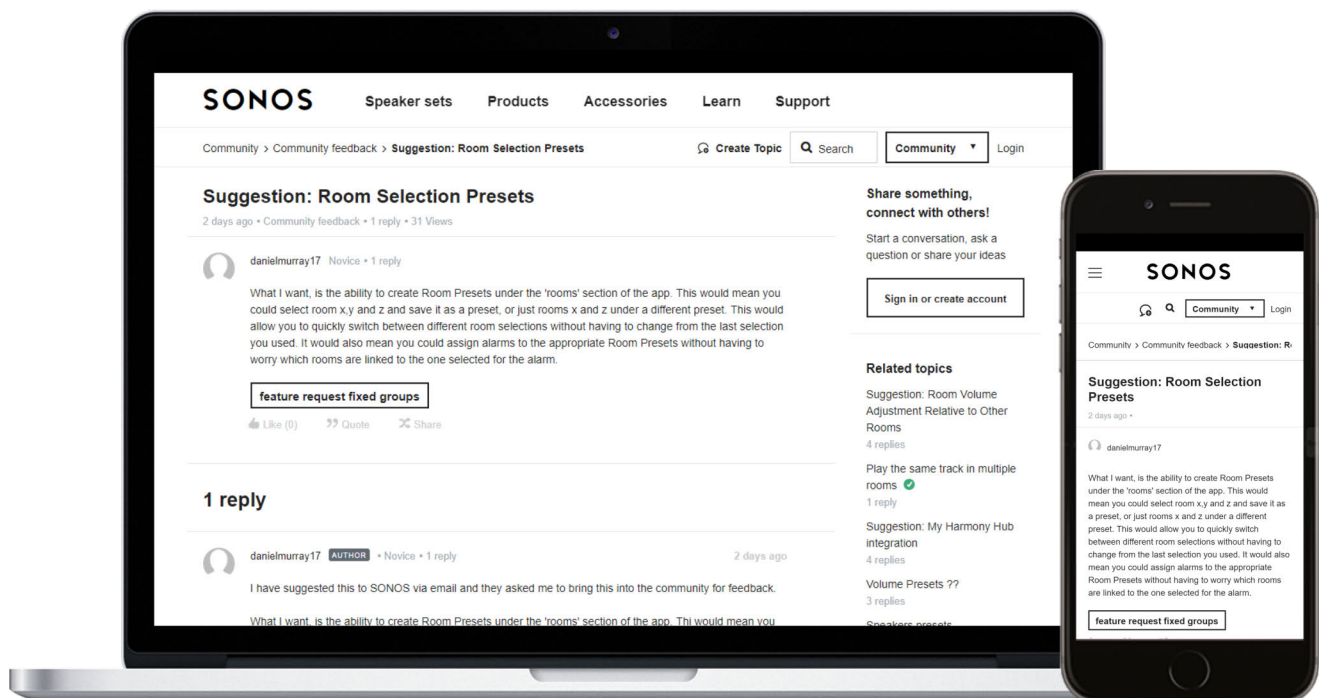 SONOS
Speaker sets Products Accessories Learn Support
Community > Community feedback > Suggestion: Room Selection Presets
Create Topic Search Community Login
Suggestion: Room Selection Presets
2 days ago • Community feedback • 1 reply • 31 Views
danielmurray17 Novice • 1 reply
What I want, is the ability to create Room Presets under the 'rooms' section of the app. This would mean you
could select room x,y and z and save it as a preset, or just rooms x and z under a different preset. This would
allow you to quickly switch between different room selections without having to change from the last selection
you used. It would also mean you could assign alarms to the appropriate Room Presets without having to
worry which rooms are linked to the one selected for the alarm.
feature request fixed groups
Like (0) Quote Share
1 reply
danielmurray17 AUTHOR • Novice • 1 reply 2 days ago
I have suggested this to SONOS via email and they asked me to bring this into the community for feedback.
What I want, is the ability to create Room Presets under the 'rooms' section of the app. Thi would mean you
Share something,
connect with others!
Start a conversation, ask a
question or share your ideas
Sign in or create account
Related topics
Suggestion: Room Volume
Adjustment Relative to Other
Rooms
4 replies
Play the same track in multiple
rooms
1 reply
Suggestion: My Harmony Hub
integration
4 replies
Volume Presets ??
3 replies
Speakers presets
SONOS
Community Login
Community > Community feedback > Suggestion: R
Suggestion: Room Selection
Presets
2 days ago •
danielmurray17
What I want, is the ability to create Room Presets
under the 'rooms' section of the app. This would
mean you could select room x,y and z and save it as
a preset, or just rooms x and z under a different
preset. This would allow you to quickly switch
between different room selections without having to
change from the last selection you used. It would also
mean you could assign alarms to the appropriate
Room Presets without having to worry which rooms
are linked to the one selected for the alarm.
feature request fixed groups